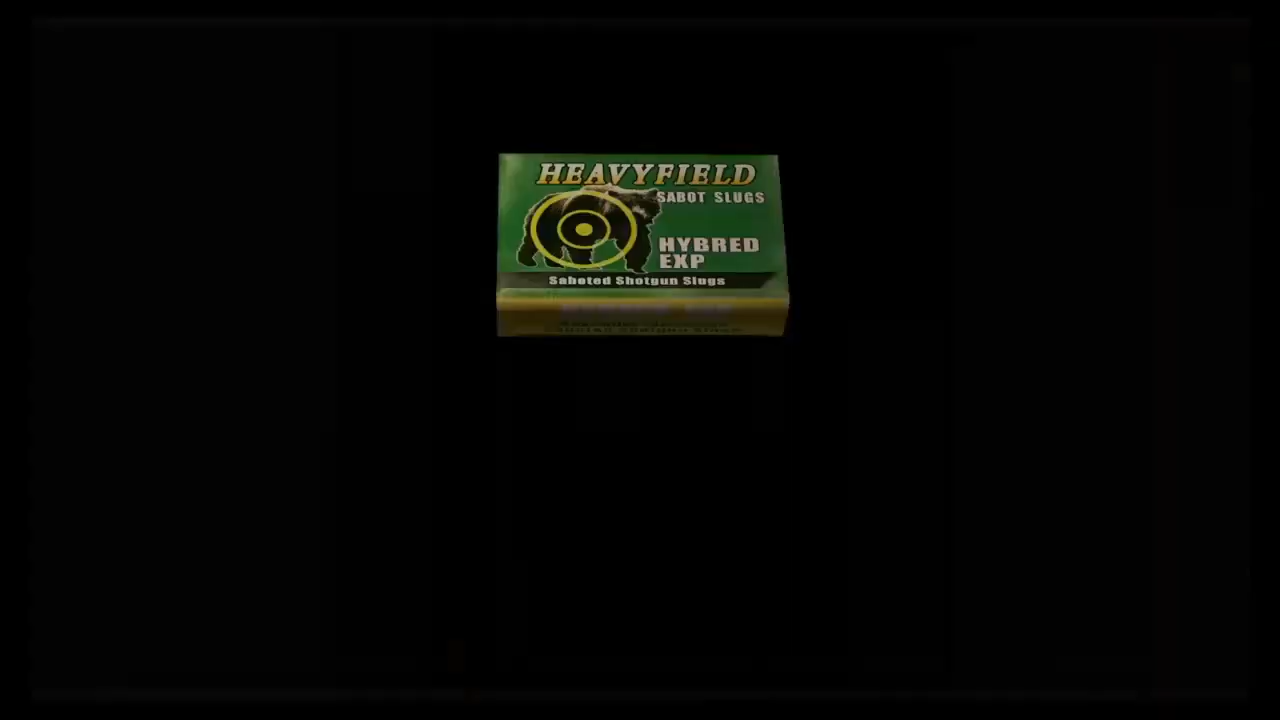 HEAVYFIELD
SABOT SLUGS
HYBRED
EXP
Saboted Shotgun Slugs